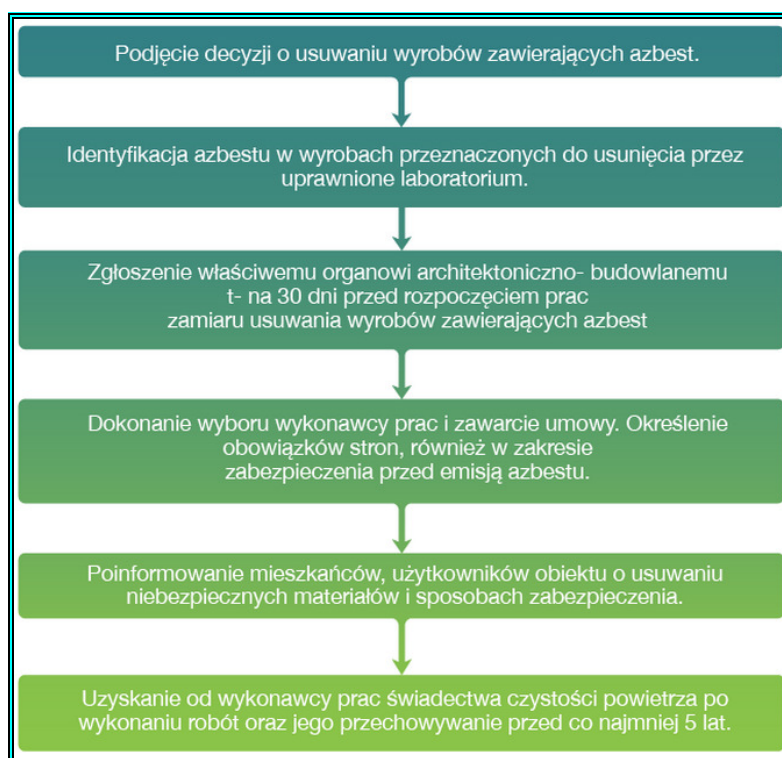 Podjęcie decyzji o usuwaniu wyrobów zawierających azbest.
Identyfikacja azbestu w wyrobach przeznaczonych do usunięcia przez
uprawnione laboratorium.
Zgłoszenie właściwemu organowi architektoniczno- budowlanemu
t- na 30 dni przed rozpoczęciem prac
zamiaru usuwania wyrobów zawierających azbest
Dokonanie wyboru wykonawcy prac i zawarcie umowy. Określenie
obowiązków stron, również w zakresie
zabezpieczenia przed emisją azbestu.
Poinformowanie mieszkańców, użytkowników obiektu o usuwaniu
niebezpiecznych materiałów i sposobach zabezpieczenia.
Uzyskanie od wykonawcy prac świadectwa czystości powietrza po
wykonaniu robót oraz jego przechowywanie przed co najmniej 5 lat.